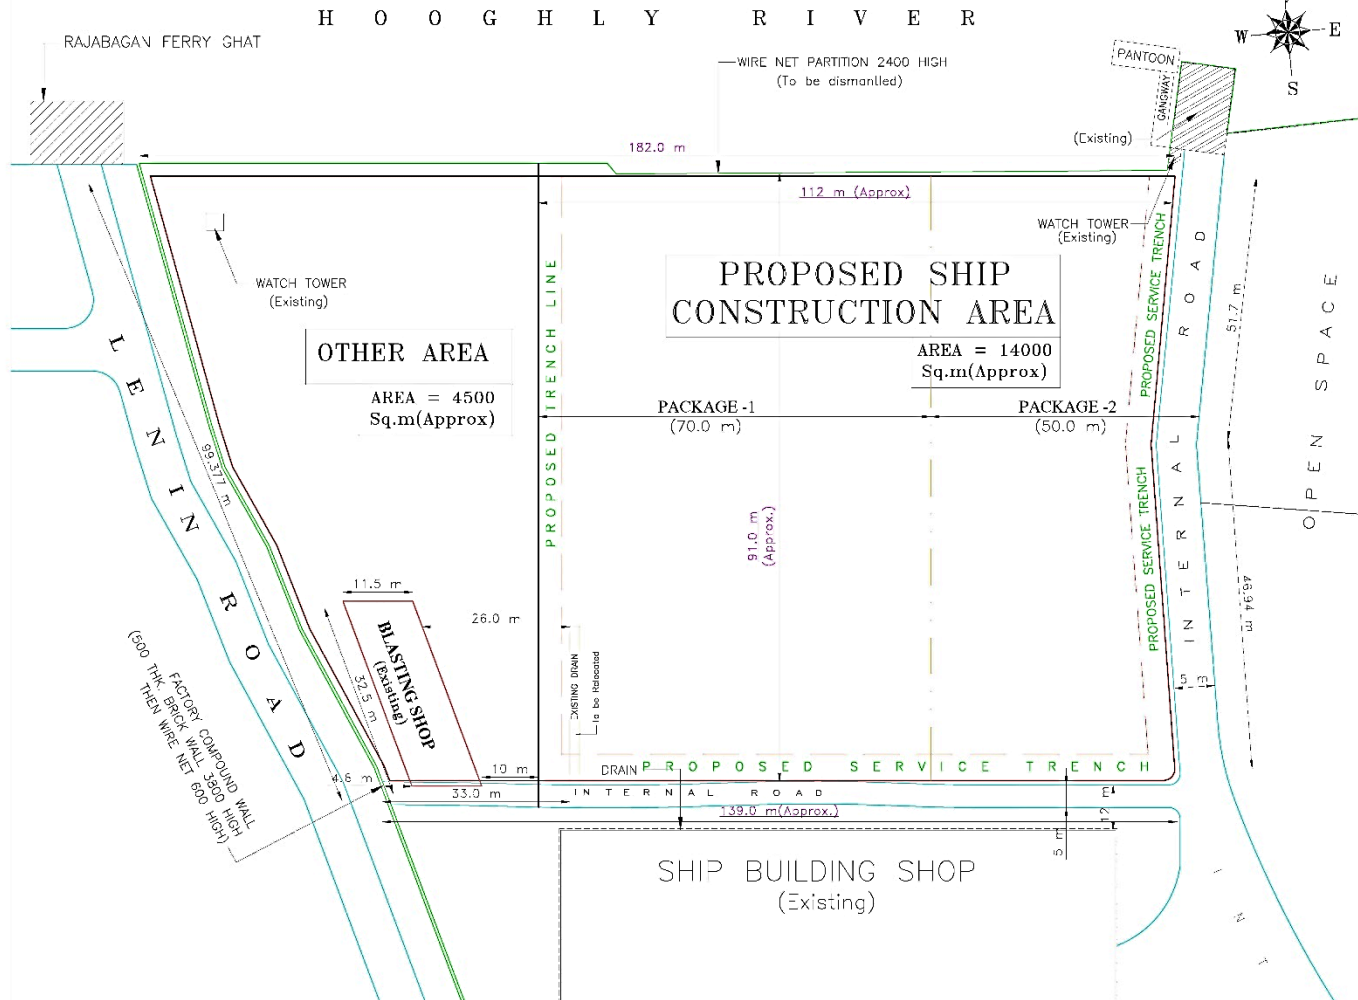 HOOGHLY RIVER
RAJABAGAN FERRY GHAT
WIRE NET PARTITION 2400 HIGH
(To be dismanlled)
PANTOON
GANGWAY
(Existing)
W E
S
182.0 m
112 m (Approx)
WATCH TOWER
(Existing)
WATCH TOWER
(Existing)
PROPOSED SHIP
CONSTRUCTION AREA
AREA = 14000
Sq.m(Approx)
OTHER AREA
AREA = 4500
Sq.m(Approx)
PROPOSED TRENCH LINE
PACKAGE-1
(70.0 m)
PACKAGE-2
(50.0 m)
PROPOSED SERVICE TRENCH
PROPOSED SERVICE TRENCH
INTERNAL ROAD
51.7 m
OPEN SPACE
46.94 m
LENIN ROAD
99.377 m
91.0 m
(Approx.)
11.5 m
26.0 m
BLASTING SHOP
(Existing)
32.5 m
EXISTING DRAIN
To be Relocated
5 m
FACTORY COMPOUND WALL
(500 THK. BRICK WALL 3800 HIGH
THEN WIRE NET 600 HIGH)
4.6 m
10 m
33.0 m
DRAIN
PROPOSED SERVICE TRENCH
INTERNAL ROAD
139.0 m(Approx.)
12 m
5 m
SHIP BUILDING SHOP
(Existing)
I N T